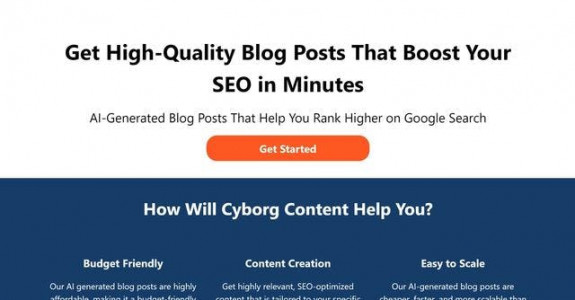 Get High-Quality Blog Posts That Boost Your
SEO in Minutes
AI-Generated Blog Posts That Help You Rank Higher on Google Search
Get Started
How Will Cyborg Content Help You?
Budget Friendly
Content Creation
Easy to Scale
Our AI generated blog posts are highly
affordable, making it a budget-friendly
Get highly relevant, SEO-optimized
content that is tailored to your specific
Our AI-generated blog posts are
cheaper, faster, and more scalable than